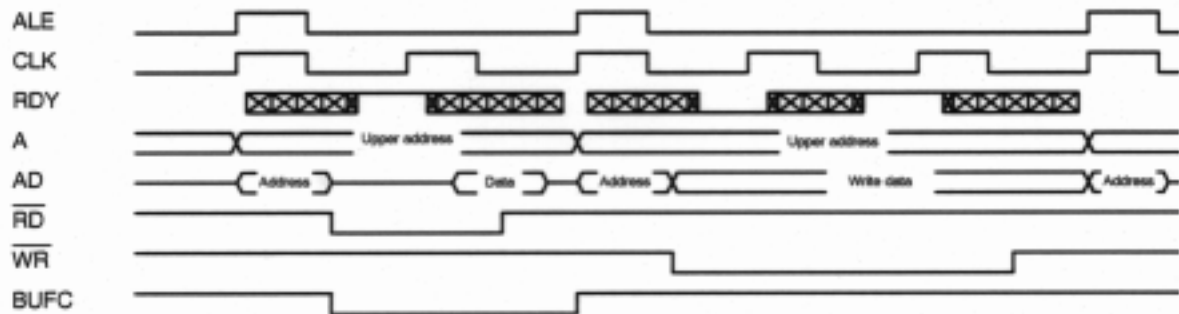 ALE
CLK
RDY
A Upper address Upper address
AD Address Data Address Write data Address
RD
WR
BUFC